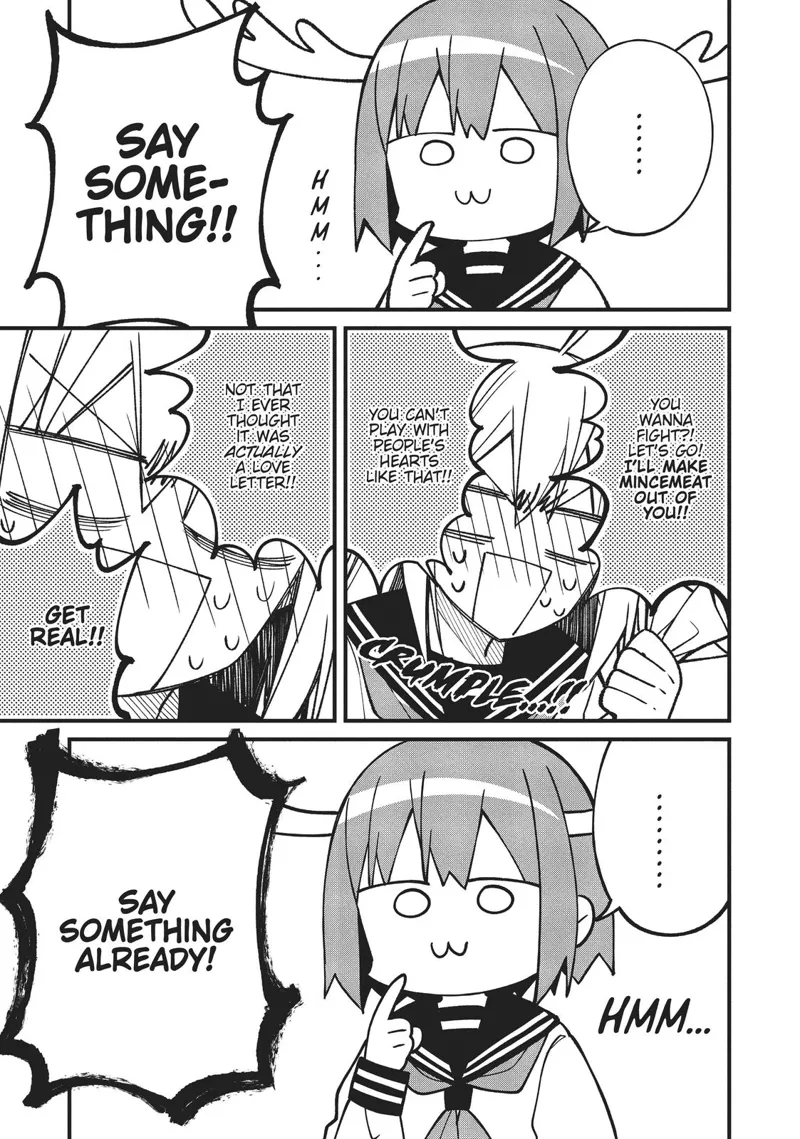 ......
HMM...
SAY
SOME-
THING!!
YOU
WANNA
FIGHT?!
LET'S GO!
I'LL MAKE
MINCEMEAT
OUT OF
YOU!!
YOU CAN'T
PLAY WITH
PEOPLE'S
HEARTS
LIKE THAT!!
CRUMPLE.....!!
NOT THAT
I EVER
THOUGHT
IT WAS
ACTUALLY
A LOVE
LETTER!!
GET
REAL!!
.........
HMM...
SAY
SOMETHING
ALREADY!